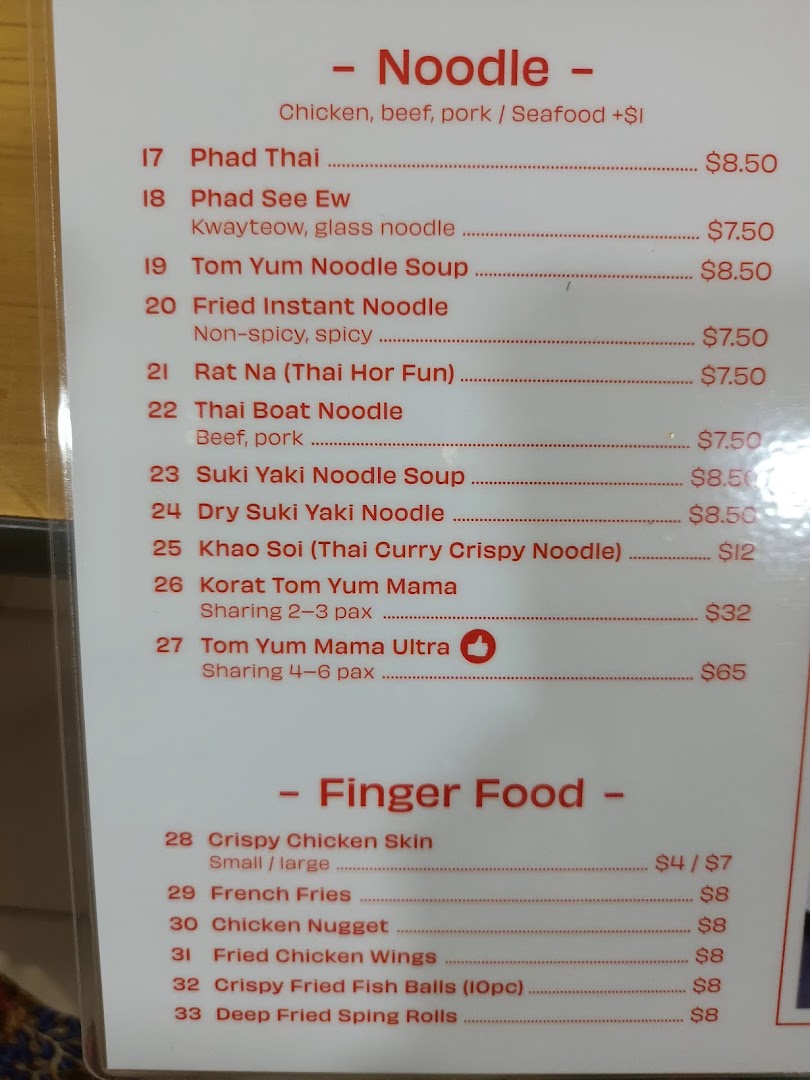 - Noodle -
Chicken, beef, pork / Seafood +$1
17 Phad Thai $8.50
18 Phad See Ew
Kwayteow, glass noodle $7.50
19 Tom Yum Noodle Soup $8.50
20 Fried Instant Noodle
Non-spicy, spicy $7.50
21 Rat Na (Thai Hor Fun) $7.50
22 Thai Boat Noodle
Beef, pork $7.50
23 Suki Yaki Noodle Soup $8.50
24 Dry Suki Yaki Noodle $8.50
25 Khao Soi (Thai Curry Crispy Noodle) $12
26 Korat Tom Yum Mama
Sharing 2–3 pax $32
27 Tom Yum Mama Ultra
Sharing 4–6 pax $65
- Finger Food -
28 Crispy Chicken Skin
Small / large $4 / $7
29 French Fries $8
30 Chicken Nugget $8
31 Fried Chicken Wings $8
32 Crispy Fried Fish Balls (10pc) $8
33 Deep Fried Sping Rolls $8